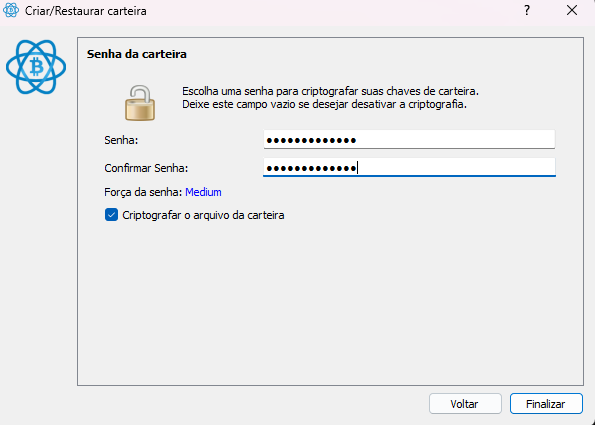 Criar/Restaurar carteira
?
Senha da carteira
Escolha uma senha para criptografar suas chaves de carteira.
Deixe este campo vazio se desejar desativar a criptografia.
Senha: •••••••••••••
Confirmar Senha: •••••••••••••
Força da senha: Medium
Criptografar o arquivo da carteira
Voltar Finalizar